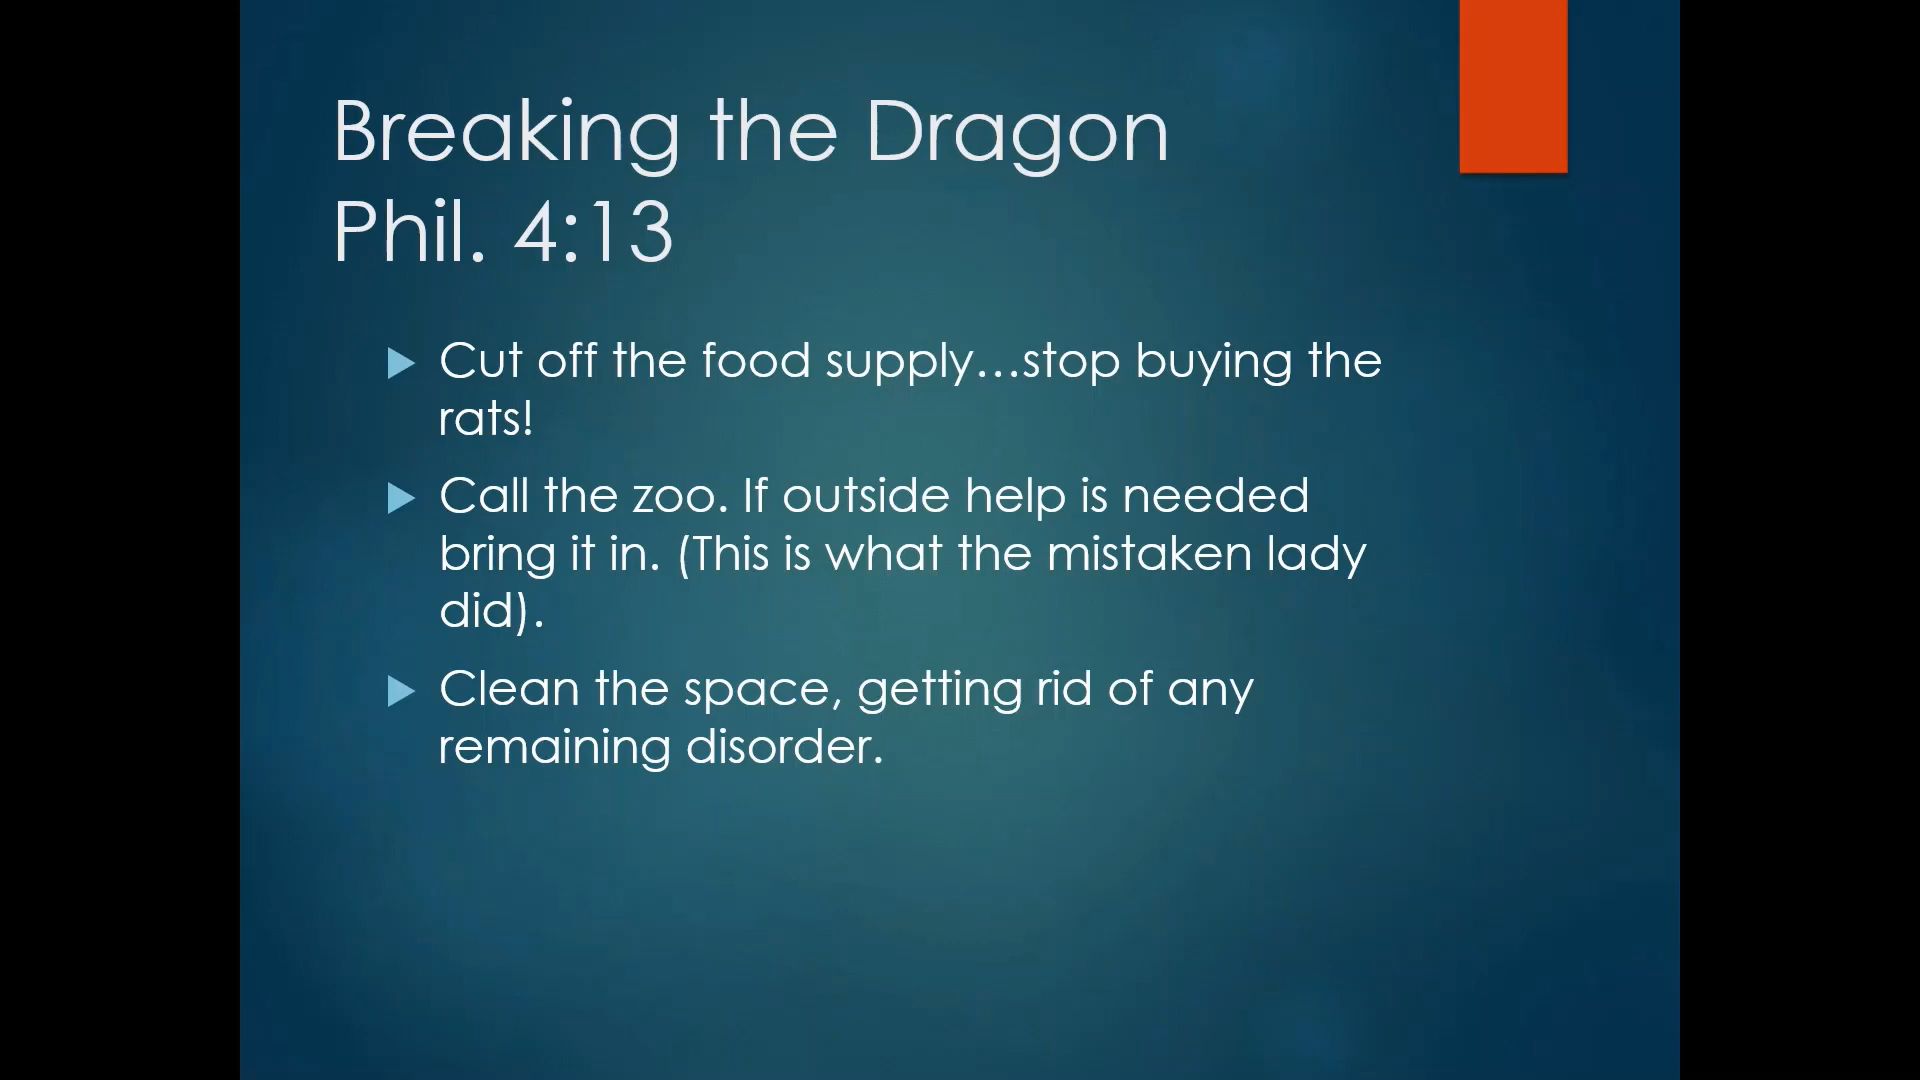 Breaking the Dragon
Phil. 4:13
Cut off the food supply…stop buying the
rats!
Call the zoo. If outside help is needed
bring it in. (This is what the mistaken lady
did).
Clean the space, getting rid of any
remaining disorder.